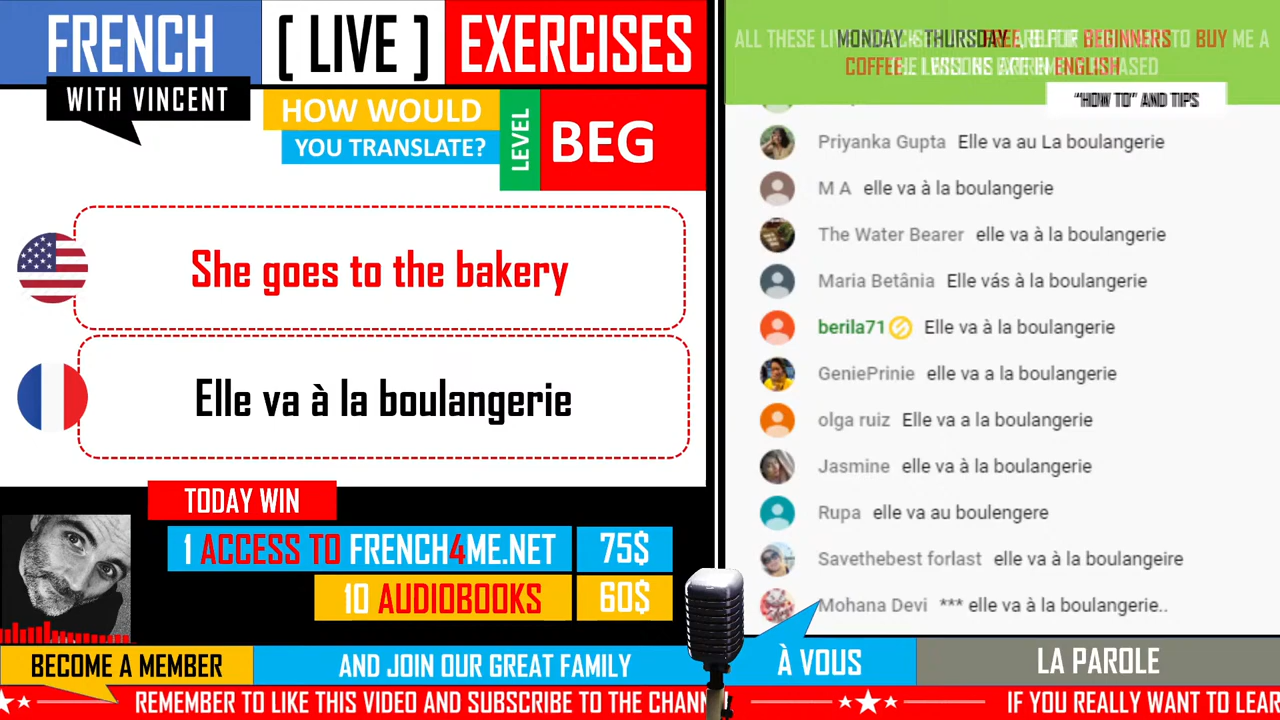 FRENCH
[ LIVE ]
EXERCISES
WITH VINCENT
HOW WOULD
YOU TRANSLATE?
LEVEL
BEG
She goes to the bakery
Elle va à la boulangerie
TODAY WIN
1 ACCESS TO FRENCH4ME.NET
75$
10 AUDIOBOOKS
60$
BECOME A MEMBER
AND JOIN OUR GREAT FAMILY
REMEMBER TO LIKE THIS VIDEO AND SUBSCRIBE TO THE CHANN
MONDAY - THURSDAY
"HOW TO" AND TIPS
Priyanka Gupta Elle va au La boulangerie
M A elle va à la boulangerie
The Water Bearer elle va à la boulangerie
Maria Betânia Elle vás à la boulangerie
berila71 Elle va à la boulangerie
GeniePrinie elle va a la boulangerie
olga ruiz Elle va a la boulangerie
Jasmine elle va à la boulangerie
Rupa elle va au boulengere
Savethebest forlast elle va à la boulangeire
Mohana Devi *** elle va à la boulangerie..
À VOUS
LA PAROLE
IF YOU REALLY WANT TO LEAR